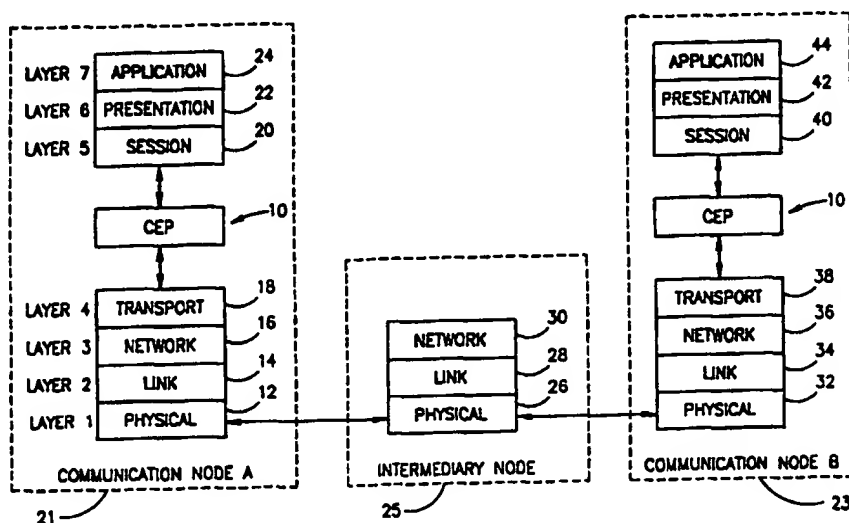 LAYER 7 APPLICATION 24
LAYER 6 PRESENTATION 22
LAYER 5 SESSION 20
CEP 10
LAYER 4 TRANSPORT 18
LAYER 3 NETWORK 16
LAYER 2 LINK 14
LAYER 1 PHYSICAL 12
COMMUNICATION NODE A
21
NETWORK 30
LINK 28
PHYSICAL 26
INTERMEDIARY NODE
25
APPLICATION 44
PRESENTATION 42
SESSION 40
CEP 10
TRANSPORT 38
NETWORK 36
LINK 34
PHYSICAL 32
COMMUNICATION NODE B
23